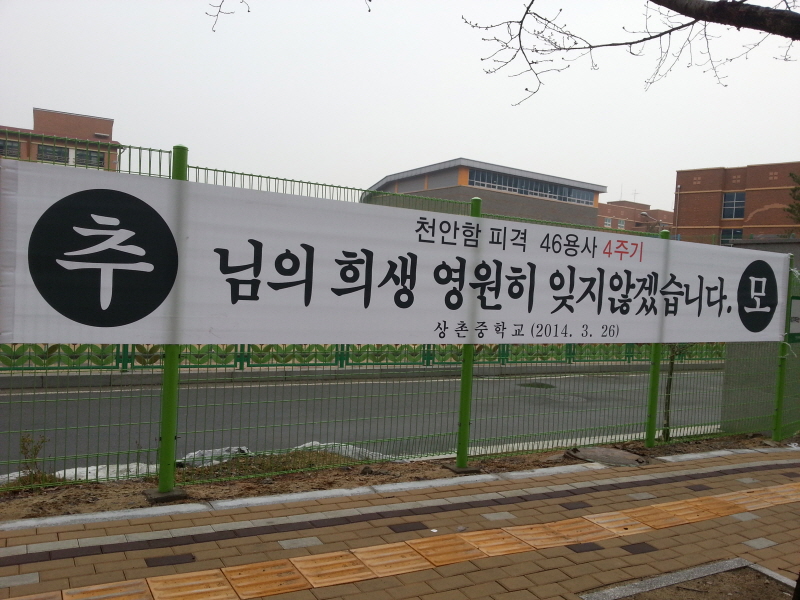 추
천안함 피격 46용사 4주기
님의 희생 영원히 잊지않겠습니다.
모
상촌중학교 (2014. 3. 26)